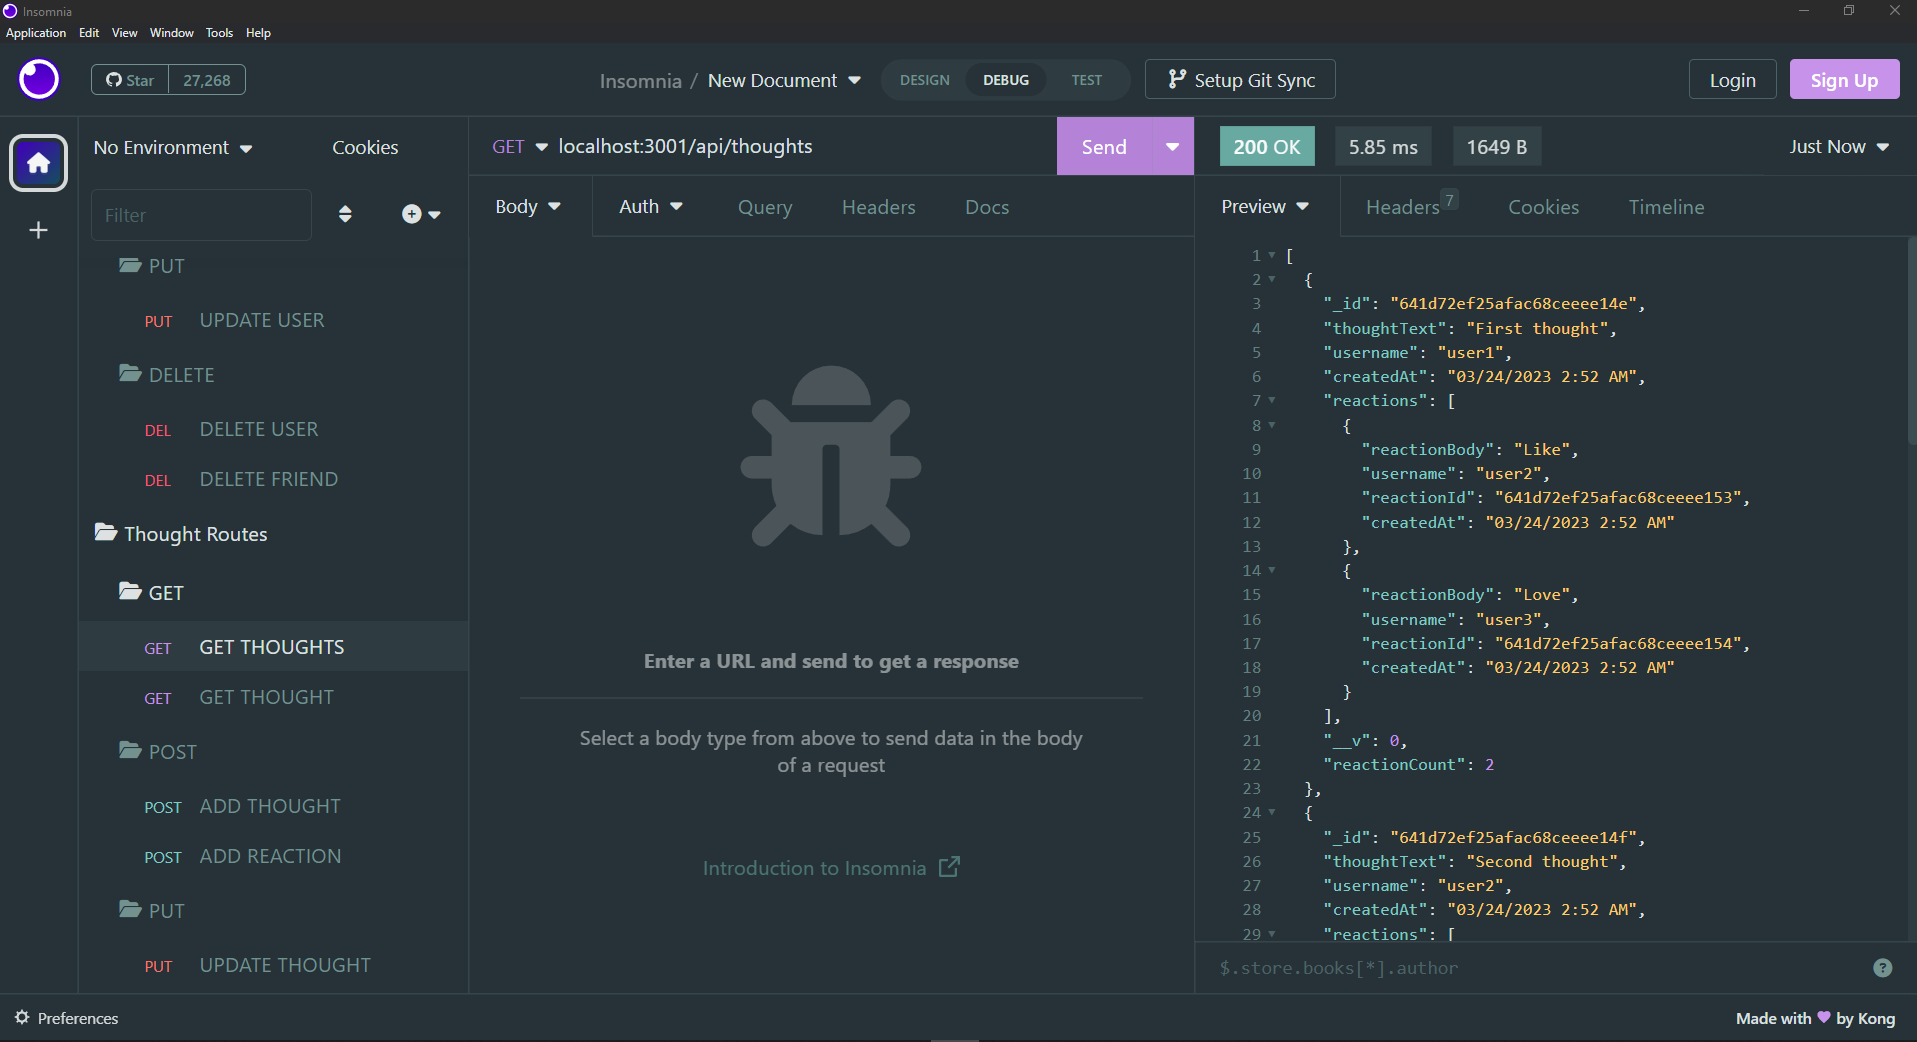 Insomnia
Application Edit View Window Tools Help
Star 27,268
Insomnia / New Document
DESIGN DEBUG TEST
Setup Git Sync
Login
Sign Up
No Environment
Cookies
Filter
PUT
PUT UPDATE USER
DELETE
DEL DELETE USER
DEL DELETE FRIEND
Thought Routes
GET
GET GET THOUGHTS
GET GET THOUGHT
POST
POST ADD THOUGHT
POST ADD REACTION
PUT
PUT UPDATE THOUGHT
GET localhost:3001/api/thoughts
Send
Body Auth Query Headers Docs
Enter a URL and send to get a response
Select a body type from above to send data in the body
of a request
Introduction to Insomnia
200 OK 5.85 ms 1649 B Just Now
Preview Headers 7 Cookies Timeline
1 [
2 {
3 "_id": "641d72ef25afac68ceeee14e",
4 "thoughtText": "First thought",
5 "username": "user1",
6 "createdAt": "03/24/2023 2:52 AM",
7 "reactions": [
8 {
9 "reactionBody": "Like",
10 "username": "user2",
11 "reactionId": "641d72ef25afac68ceeee153",
12 "createdAt": "03/24/2023 2:52 AM"
13 },
14 {
15 "reactionBody": "Love",
16 "username": "user3",
17 "reactionId": "641d72ef25afac68ceeee154",
18 "createdAt": "03/24/2023 2:52 AM"
19 }
20 ],
21 "__v": 0,
22 "reactionCount": 2
23 },
24 {
25 "_id": "641d72ef25afac68ceeee14f",
26 "thoughtText": "Second thought",
27 "username": "user2",
28 "createdAt": "03/24/2023 2:52 AM",
29 "reactions": [
$.store.books[*].author
?
Preferences
Made with by Kong